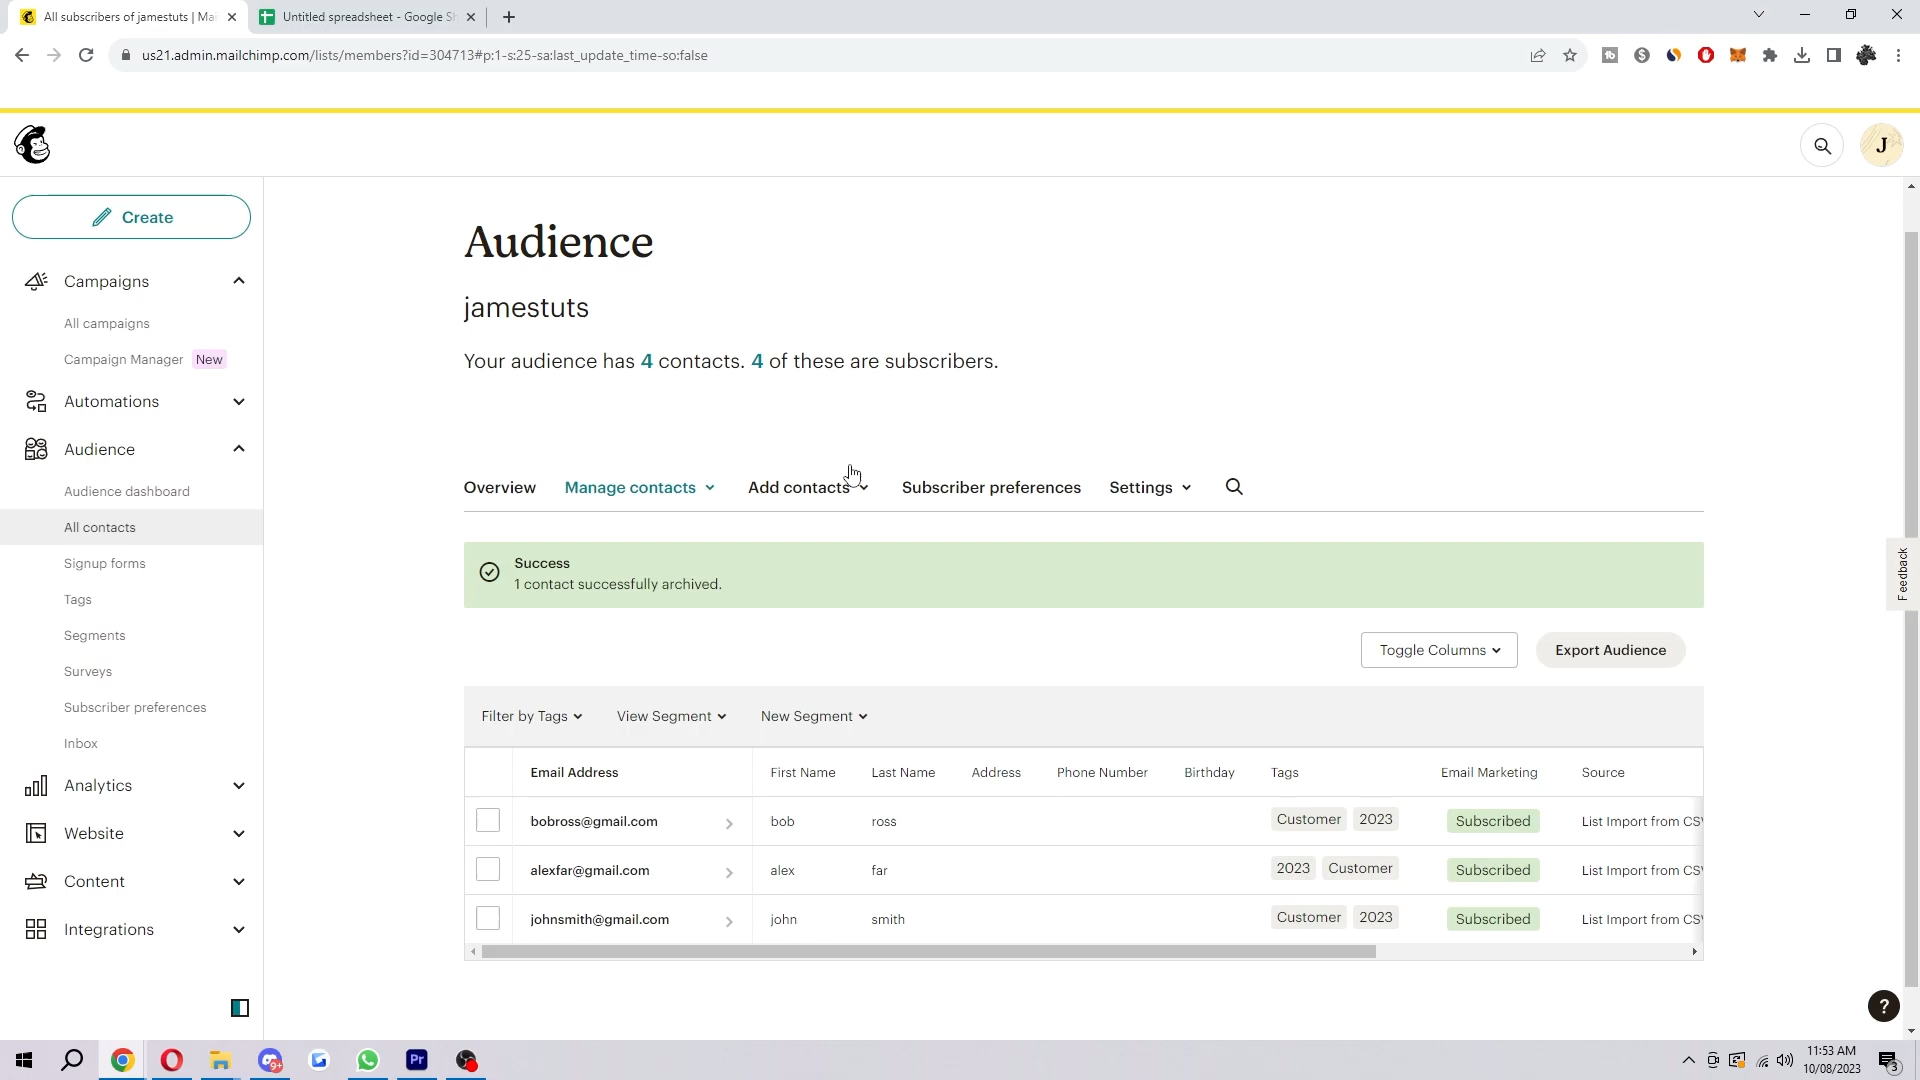 All subscribers of jamestuts | Mai
Untitled spreadsheet - Google Sh
us21.admin.mailchimp.com/lists/members?id=304713#p:1-s:25-sa:last_update_time-so:false
J
Create
Campaigns
All campaigns
Campaign Manager New
Automations
Audience
Audience dashboard
All contacts
Signup forms
Tags
Segments
Surveys
Subscriber preferences
Inbox
Analytics
Website
Content
Integrations
Audience
jamestuts
Your audience has 4 contacts. 4 of these are subscribers.
Overview Manage contacts Add contacts Subscriber preferences Settings
Success
1 contact successfully archived.
Toggle Columns Export Audience
Filter by Tags View Segment New Segment
Email Address First Name Last Name Address Phone Number Birthday Tags Email Marketing Source
bobross@gmail.com bob ross Customer 2023 Subscribed List Import from CSV
alexfar@gmail.com alex far 2023 Customer Subscribed List Import from CSV
johnsmith@gmail.com john smith Customer 2023 Subscribed List Import from CSV
Feedback
?
9+
Pr
11:53 AM
10/08/2023
3